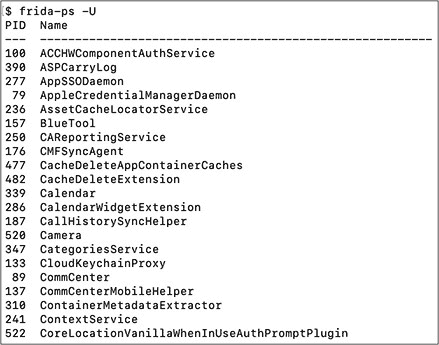 $ frida-ps -U
PID  Name
---  ----------------------------------------------------
100  ACCHWComponentAuthService
390  ASPCarryLog
277  AppSSODaemon
 79  AppleCredentialManagerDaemon
236  AssetCacheLocatorService
157  BlueTool
250  CAReportingService
176  CMFSyncAgent
477  CacheDeleteAppContainerCaches
482  CacheDeleteExtension
339  Calendar
286  CalendarWidgetExtension
187  CallHistorySyncHelper
520  Camera
347  CategoriesService
133  CloudKeychainProxy
 89  CommCenter
137  CommCenterMobileHelper
310  ContainerMetadataExtractor
241  ContextService
522  CoreLocationVanillaWhenInUseAuthPromptPlugin